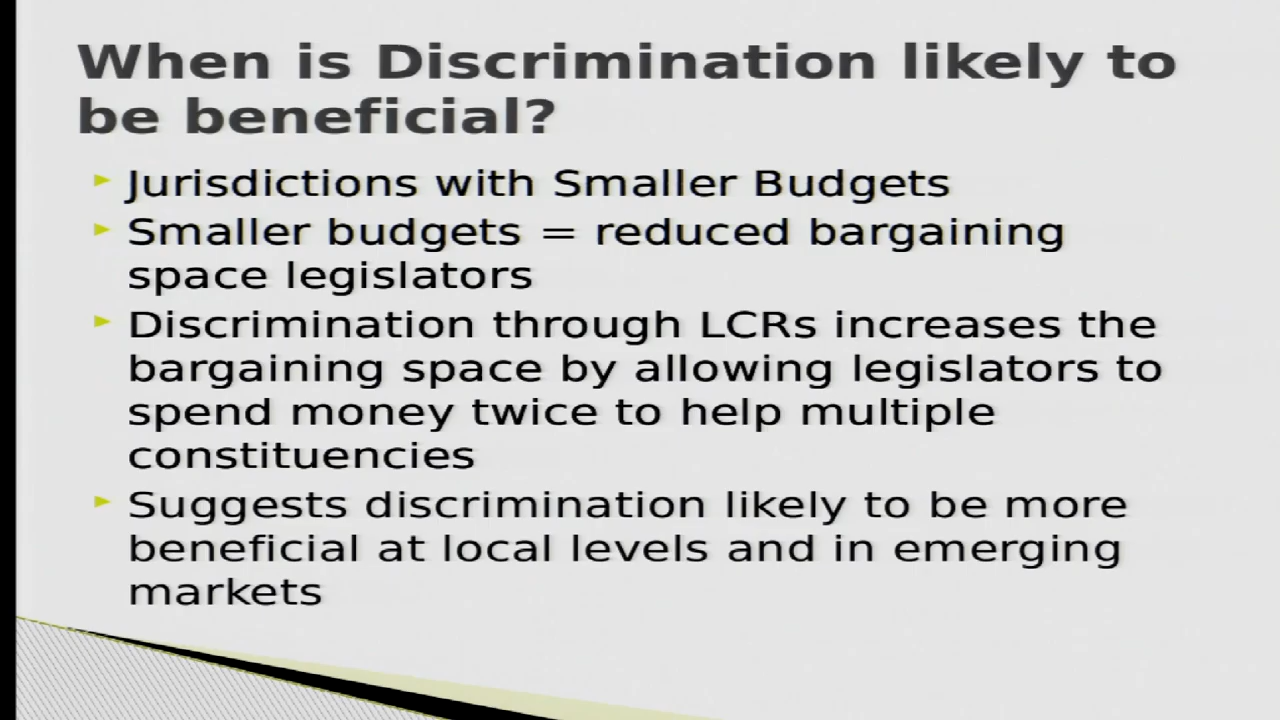 When is Discrimination likely to
be beneficial?
Jurisdictions with Smaller Budgets
Smaller budgets = reduced bargaining
space legislators
Discrimination through LCRs increases the
bargaining space by allowing legislators to
spend money twice to help multiple
constituencies
Suggests discrimination likely to be more
beneficial at local levels and in emerging
markets